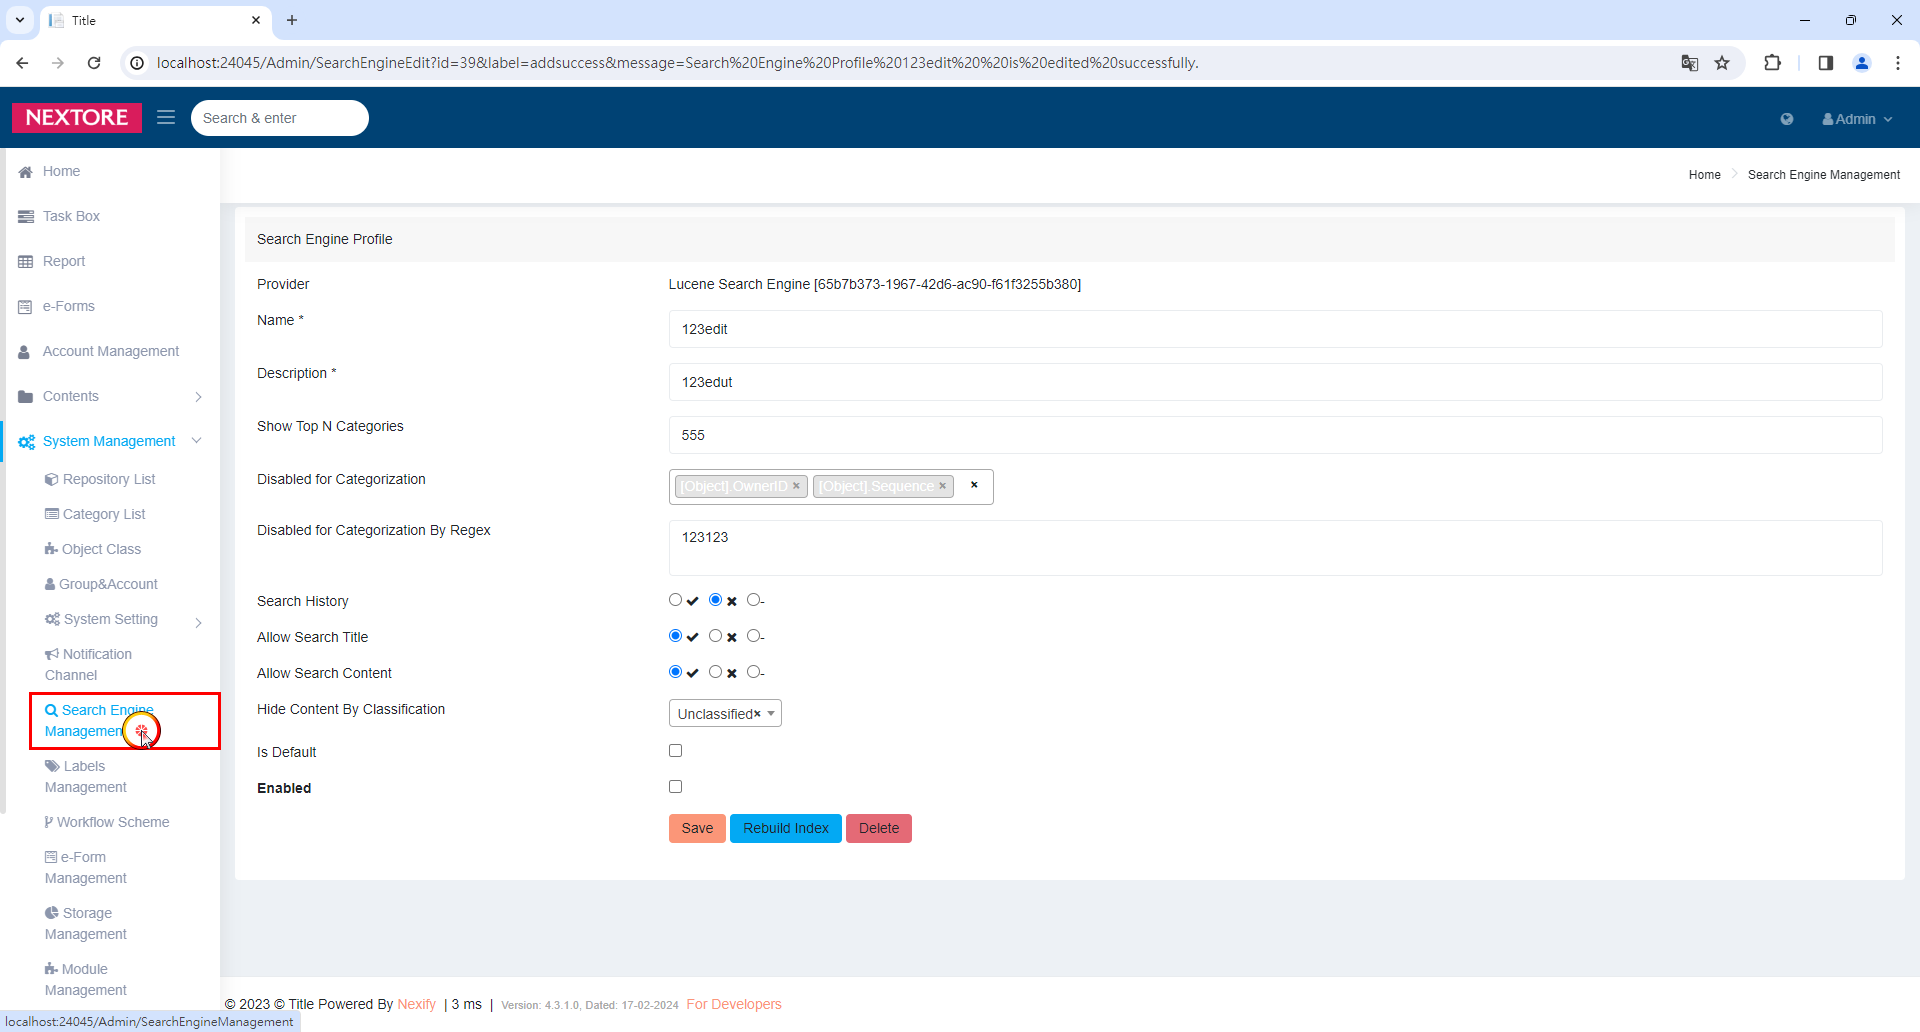 Title
localhost:24045/Admin/SearchEngineEdit?id=39&label=addsuccess&message=Search%20Engine%20Profile%20123edit%20%20is%20edited%20successfully.
NEXTORE
Search & enter
Admin
Home
Task Box
Report
e-Forms
Account Management
Contents
System Management
Repository List
Category List
Object Class
Group&Account
System Setting
Notification
Channel
Search Engine
Management
Labels
Management
Workflow Scheme
e-Form
Management
Storage
Management
Module
Management
Home
Search Engine Management
Search Engine Profile
Provider
Lucene Search Engine [65b7b373-1967-42d6-ac90-f61f3255b380]
Name *
123edit
Description *
123edut
Show Top N Categories
555
Disabled for Categorization
[Object].OwnerID ×
[Object].Sequence ×
×
Disabled for Categorization By Regex
123123
Search History
-
Allow Search Title
-
Allow Search Content
-
Hide Content By Classification
Unclassified×
Is Default
Enabled
Save
Rebuild Index
Delete
© 2023 © Title Powered By Nexify | 3 ms | Version: 4.3.1.0, Dated: 17-02-2024 For Developers
localhost:24045/Admin/SearchEngineManagement